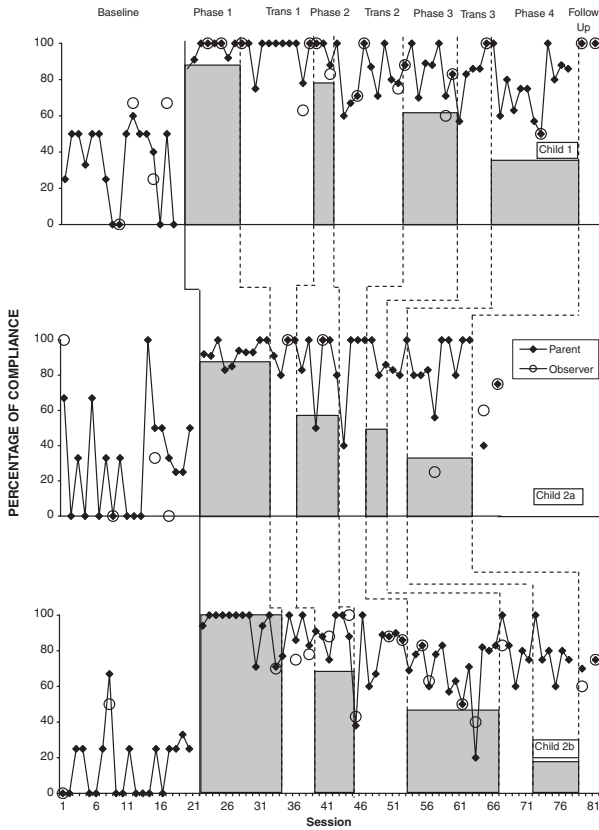 Baseline Phase 1 Trans 1 Phase 2 Trans 2 Phase 3 Trans 3 Phase 4 Follow Up
100
80
60
40
20
0
Child 1
PERCENTAGE OF COMPLIANCE
100
80
60
40
20
0
Parent
Observer
Child 2a
100
80
60
40
20
0
Child 2b
1 6 11 16 21 26 31 36 41 46 51 56 61 66 71 76 81
Session